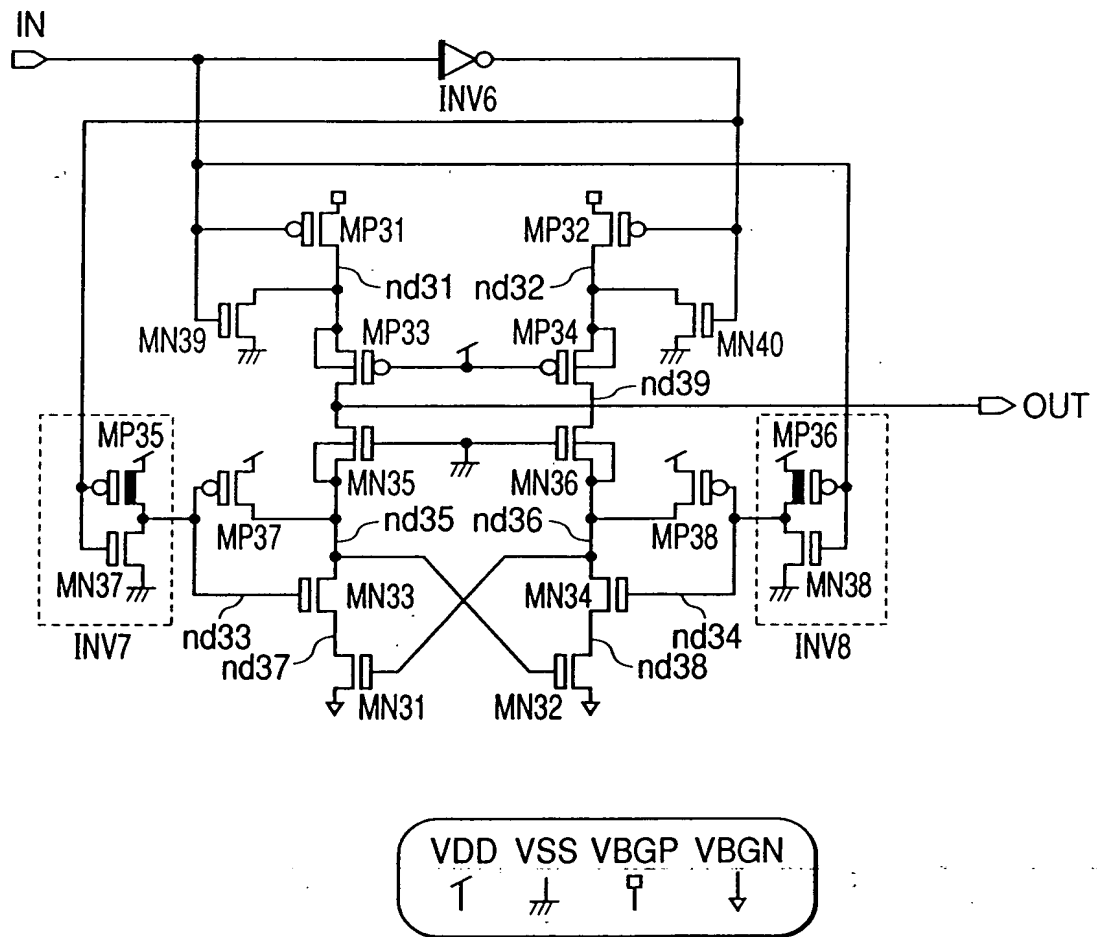 IN
INV6
MP31
MP32
nd31
nd32
MN39
MP33
MP34
MN40
nd39
OUT
MP35
MP36
MN35
MN36
MP37
nd35
nd36
MP38
MN37
MN33
MN34
MN38
nd33
nd34
INV7
nd37
nd38
INV8
MN31
MN32
VDD VSS VBGP VBGN